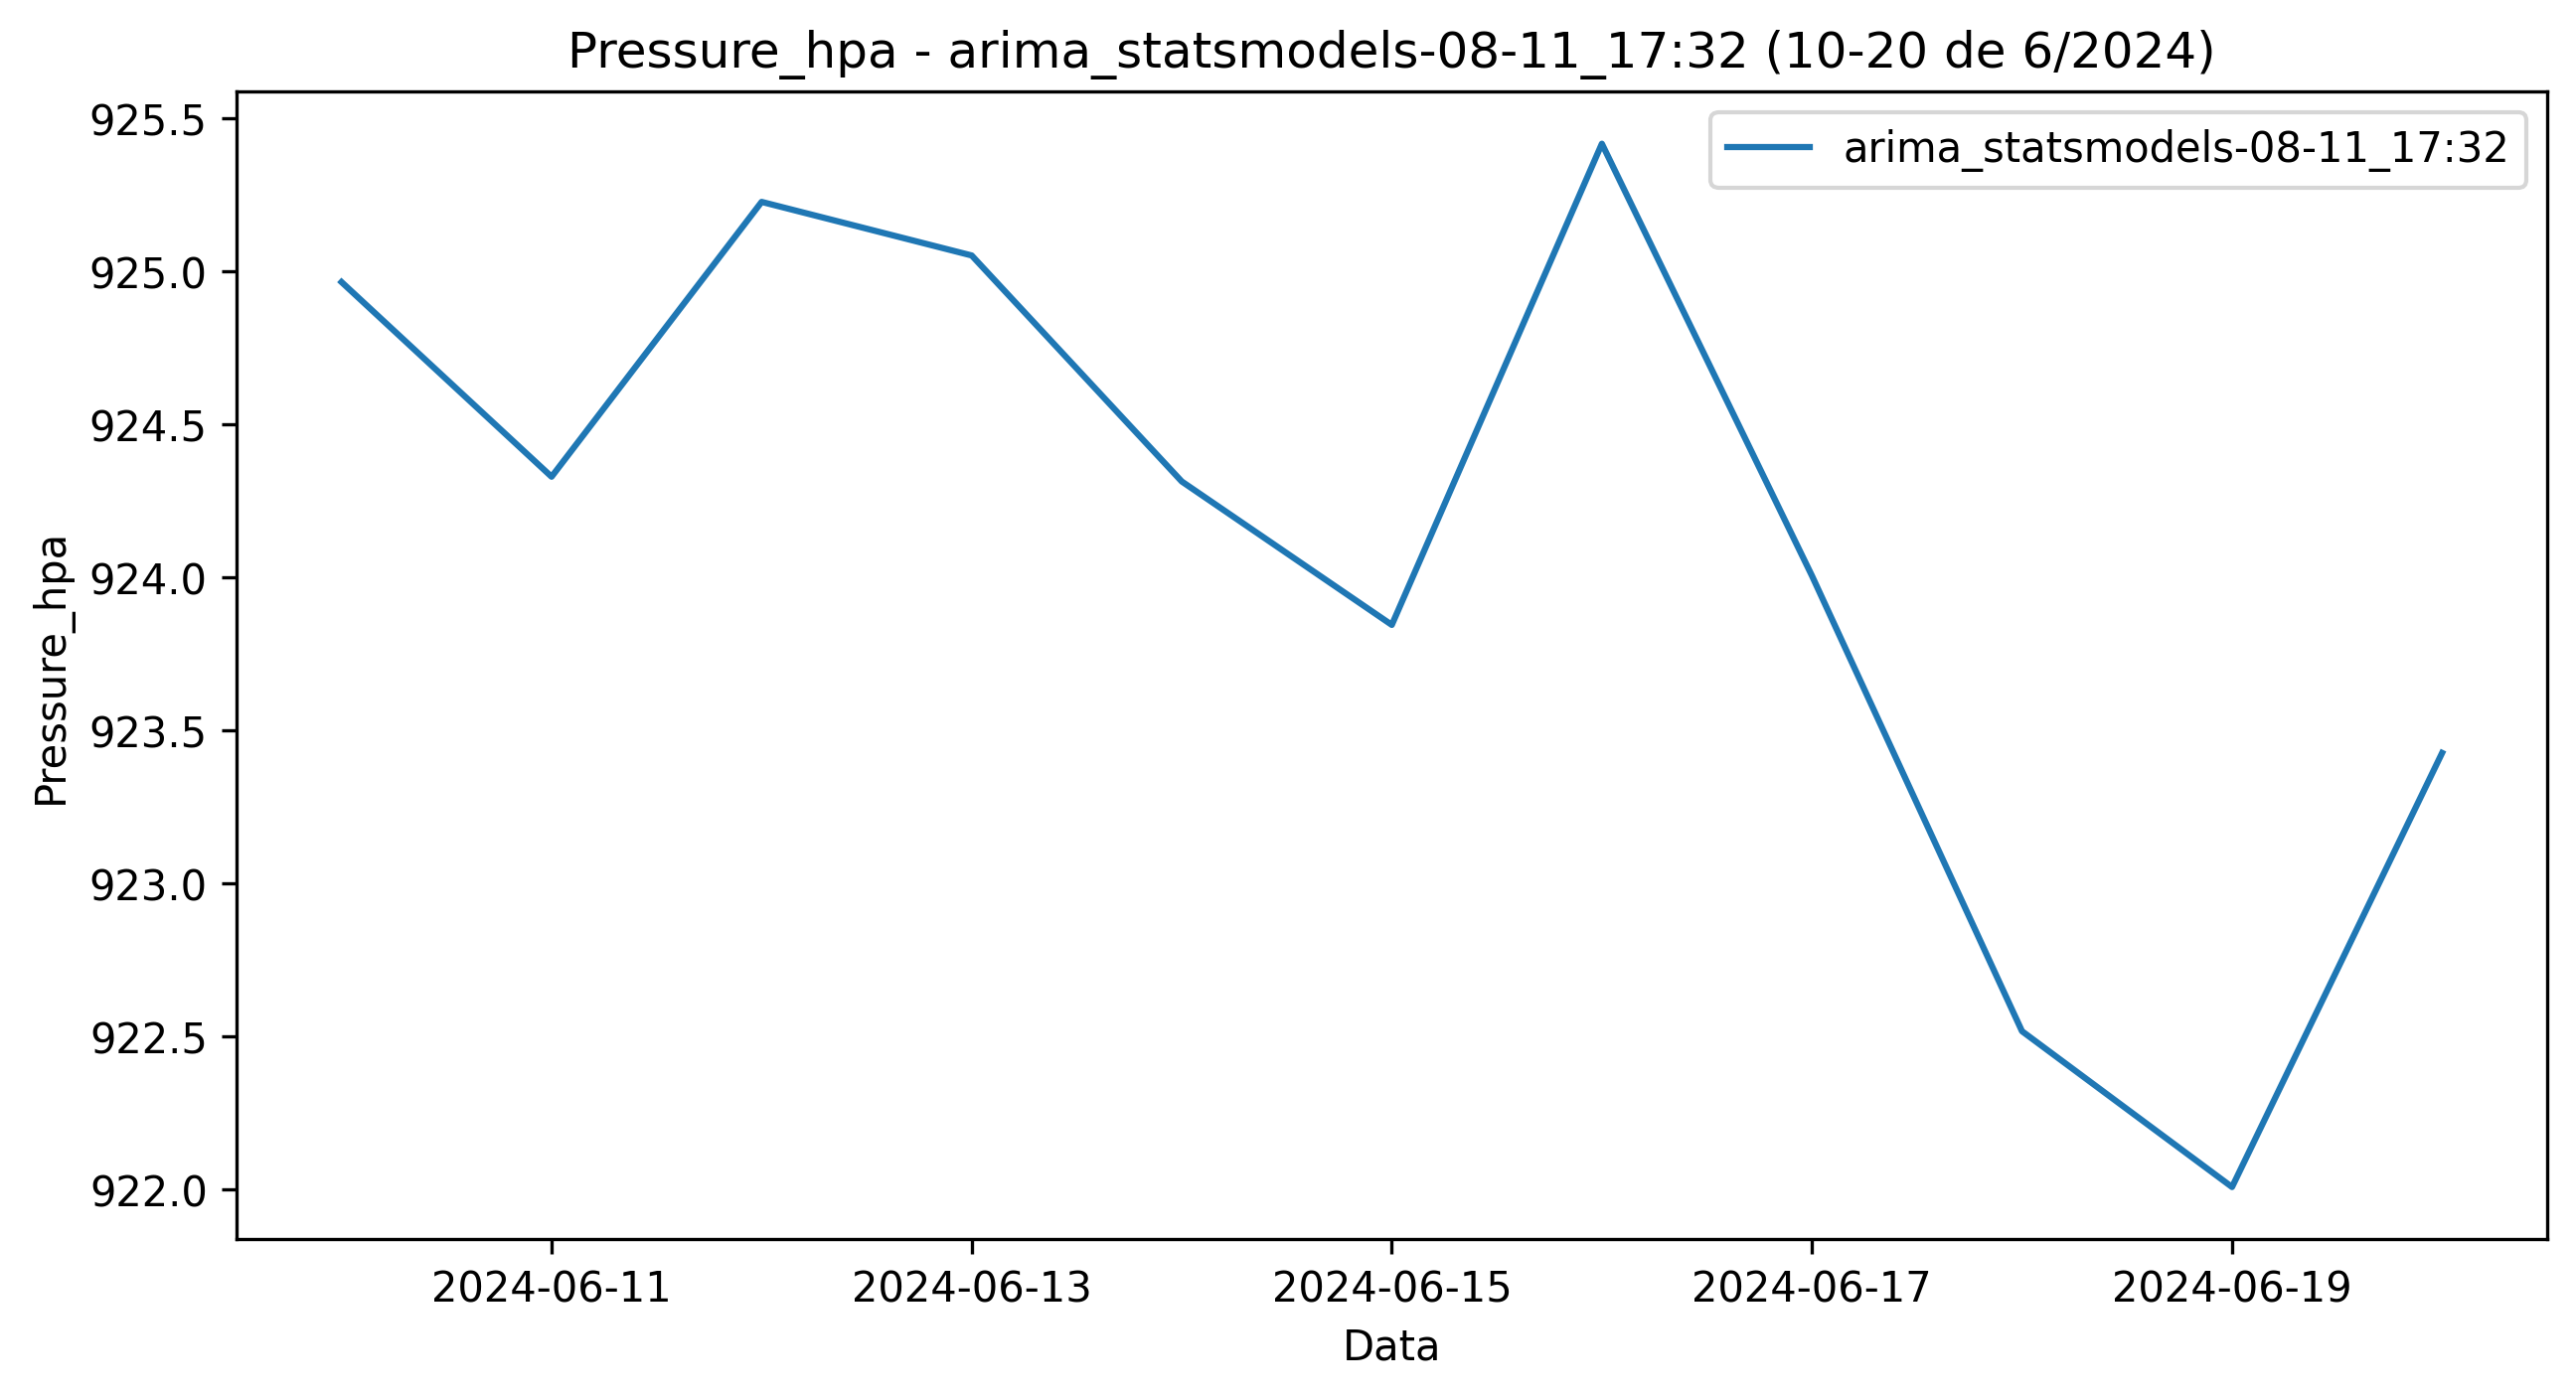 Pressure_hpa - arima_statsmodels-08-11_17:32 (10-20 de 6/2024)
arima_statsmodels-08-11_17:32
Pressure_hpa
925.5
925.0
924.5
924.0
923.5
923.0
922.5
922.0
2024-06-11 2024-06-13 2024-06-15 2024-06-17 2024-06-19
Data